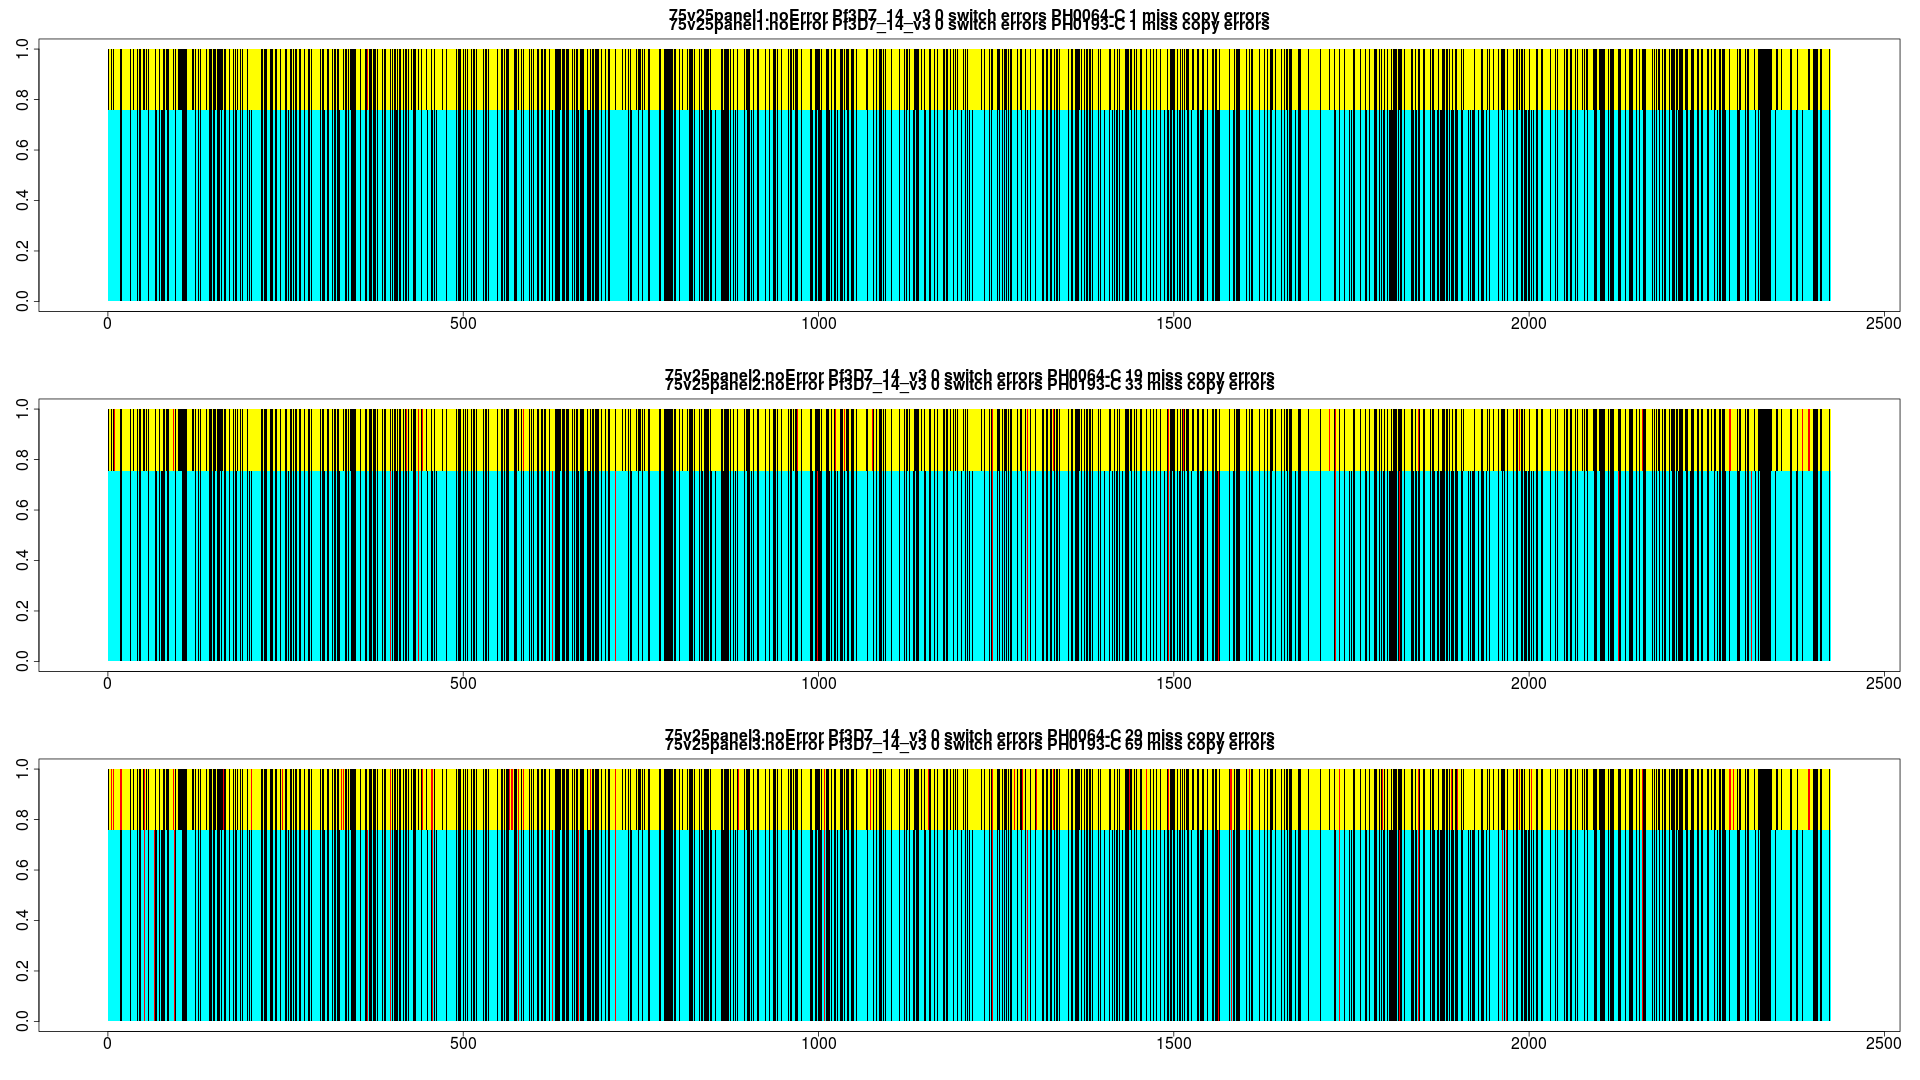 75v25panel1.noError Pf3D7_14_v3 0 switch errors PH0064-C 1 miss copy errors
75v25panel1.noError Pf3D7_14_v3 0 switch errors PH0193-C 1 miss copy errors
1.0
0.8
0.6
0.4
0.2
0.0
0 500 1000 1500 2000 2500
75v25panel2.noError Pf3D7_14_v3 0 switch errors PH0064-C 19 miss copy errors
75v25panel2.noError Pf3D7_14_v3 0 switch errors PH0193-C 33 miss copy errors
1.0
0.8
0.6
0.4
0.2
0.0
0 500 1000 1500 2000 2500
75v25panel3.noError Pf3D7_14_v3 0 switch errors PH0064-C 29 miss copy errors
75v25panel3.noError Pf3D7_14_v3 0 switch errors PH0193-C 69 miss copy errors
1.0
0.8
0.6
0.4
0.2
0.0
0 500 1000 1500 2000 2500